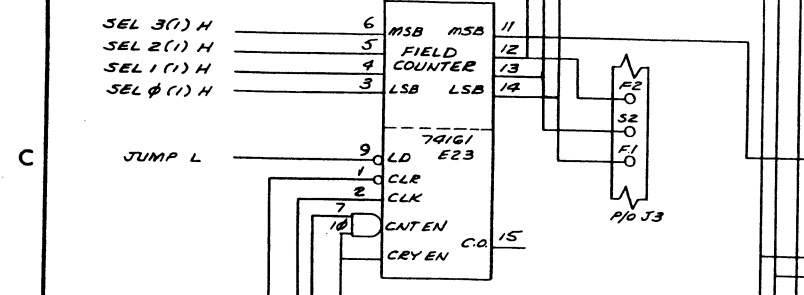 SEL 3(1) H 6 MSB MSB 11
SEL 2(1) H 5 FIELD 12
SEL 1(1) H 4 COUNTER 13
SEL φ(1) H 3 LSB LSB 14
F2
S2
F1
P/O J3
74161
E23
C
JUMP L 9 LD
1 CLR
2 CLK
7
1φ CNT EN
C.O. 15
CRY EN